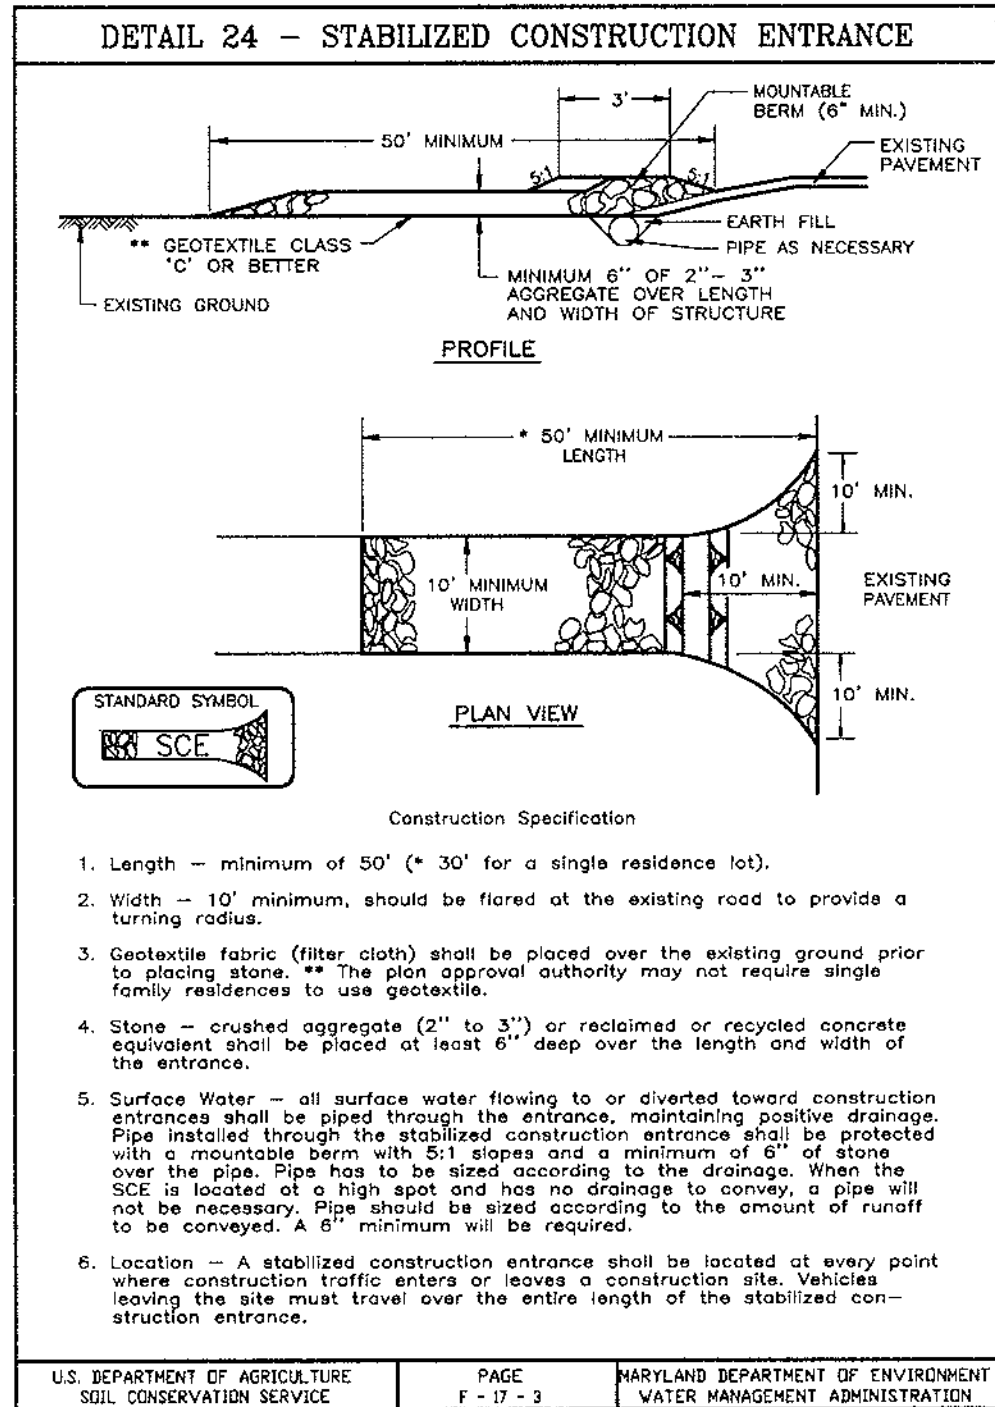 DETAIL 24 – STABILIZED CONSTRUCTION ENTRANCE
3'
MOUNTABLE
BERM (6" MIN.)
50' MINIMUM
EXISTING
PAVEMENT
5:1
5:1
EARTH FILL
** GEOTEXTILE CLASS
'C' OR BETTER
PIPE AS NECESSARY
EXISTING GROUND
MINIMUM 6" OF 2"– 3"
AGGREGATE OVER LENGTH
AND WIDTH OF STRUCTURE
PROFILE
* 50' MINIMUM
LENGTH
10' MIN.
10' MINIMUM
WIDTH
10' MIN.
EXISTING
PAVEMENT
10' MIN.
STANDARD SYMBOL
SCE
PLAN VIEW
Construction Specification
1. Length – minimum of 50' (* 30' for a single residence lot).
2. Width – 10' minimum, should be flared at the existing road to provide a
turning radius.
3. Geotextile fabric (filter cloth) shall be placed over the existing ground prior
to placing stone. ** The plan approval authority may not require single
family residences to use geotextile.
4. Stone – crushed aggregate (2" to 3") or reclaimed or recycled concrete
equivalent shall be placed at least 6" deep over the length and width of
the entrance.
5. Surface Water – all surface water flowing to or diverted toward construction
entrances shall be piped through the entrance, maintaining positive drainage.
Pipe installed through the stabilized construction entrance shall be protected
with a mountable berm with 5:1 slopes and a minimum of 6" of stone
over the pipe. Pipe has to be sized according to the drainage. When the
SCE is located at a high spot and has no drainage to convey, a pipe will
not be necessary. Pipe should be sized according to the amount of runoff
to be conveyed. A 6" minimum will be required.
6. Location – A stabilized construction entrance shall be located at every point
where construction traffic enters or leaves a construction site. Vehicles
leaving the site must travel over the entire length of the stabilized con–
struction entrance.
U.S. DEPARTMENT OF AGRICULTURE
SOIL CONSERVATION SERVICE
PAGE
F - 17 - 3
MARYLAND DEPARTMENT OF ENVIRONMENT
WATER MANAGEMENT ADMINISTRATION